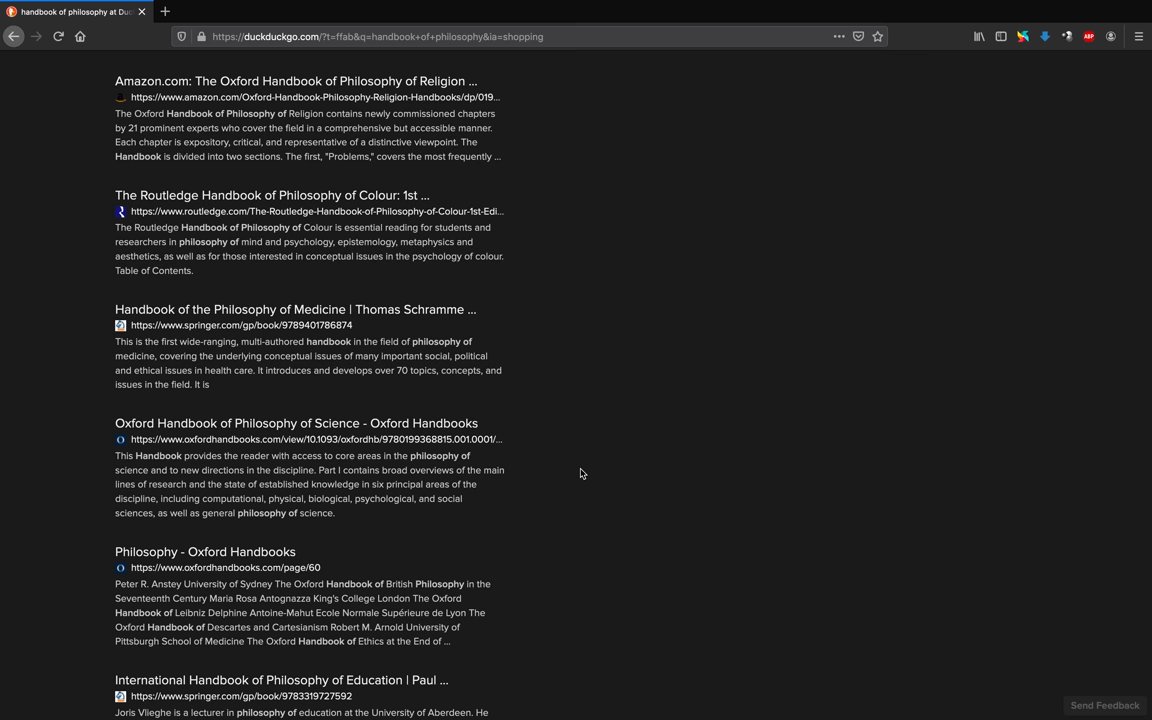 handbook of philosophy at Duc
https://duckduckgo.com/?t=ffab&q=handbook+of+philosophy&ia=shopping
ABP
Amazon.com: The Oxford Handbook of Philosophy of Religion ...
https://www.amazon.com/Oxford-Handbook-Philosophy-Religion-Handbooks/dp/019...
The Oxford Handbook of Philosophy of Religion contains newly commissioned chapters
by 21 prominent experts who cover the field in a comprehensive but accessible manner.
Each chapter is expository, critical, and representative of a distinctive viewpoint. The
Handbook is divided into two sections. The first, "Problems," covers the most frequently ...
The Routledge Handbook of Philosophy of Colour: 1st ...
https://www.routledge.com/The-Routledge-Handbook-of-Philosophy-of-Colour-1st-Edi...
The Routledge Handbook of Philosophy of Colour is essential reading for students and
researchers in philosophy of mind and psychology, epistemology, metaphysics and
aesthetics, as well as for those interested in conceptual issues in the psychology of colour.
Table of Contents.
Handbook of the Philosophy of Medicine | Thomas Schramme ...
https://www.springer.com/gp/book/9789401786874
This is the first wide-ranging, multi-authored handbook in the field of philosophy of
medicine, covering the underlying conceptual issues of many important social, political
and ethical issues in health care. It introduces and develops over 70 topics, concepts, and
issues in the field. It is
Oxford Handbook of Philosophy of Science - Oxford Handbooks
https://www.oxfordhandbooks.com/view/10.1093/oxfordhb/9780199368815.001.0001/...
This Handbook provides the reader with access to core areas in the philosophy of
science and to new directions in the discipline. Part I contains broad overviews of the main
lines of research and the state of established knowledge in six principal areas of the
discipline, including computational, physical, biological, psychological, and social
sciences, as well as general philosophy of science.
Philosophy - Oxford Handbooks
https://www.oxfordhandbooks.com/page/60
Peter R. Anstey University of Sydney The Oxford Handbook of British Philosophy in the
Seventeenth Century Maria Rosa Antognazza King's College London The Oxford
Handbook of Leibniz Delphine Antoine-Mahut Ecole Normale Supérieure de Lyon The
Oxford Handbook of Descartes and Cartesianism Robert M. Arnold University of
Pittsburgh School of Medicine The Oxford Handbook of Ethics at the End of ...
International Handbook of Philosophy of Education | Paul ...
https://www.springer.com/gp/book/9783319727592
Joris Vlieghe is a lecturer in philosophy of education at the University of Aberdeen. He
Send Feedback